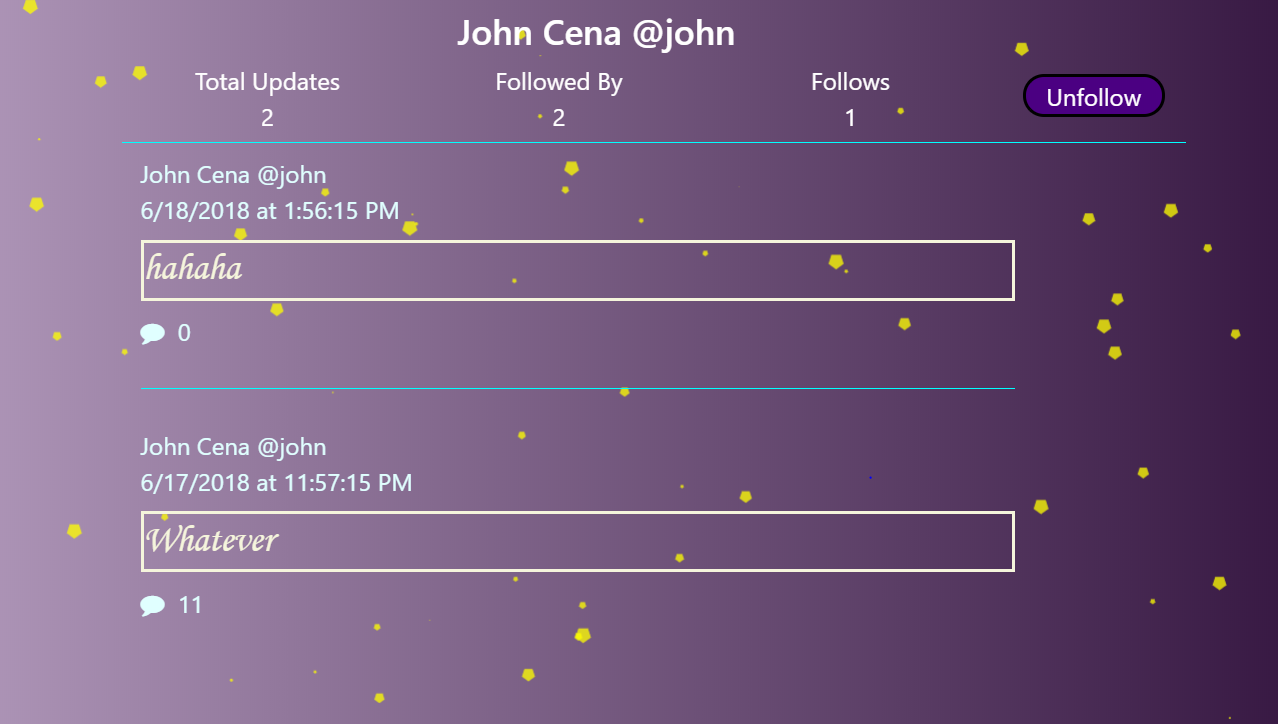 John Cena @john
Total Updates Followed By Follows Unfollow
2 2 1
John Cena @john
6/18/2018 at 1:56:15 PM
hahaha
0
John Cena @john
6/17/2018 at 11:57:15 PM
Whatever
11